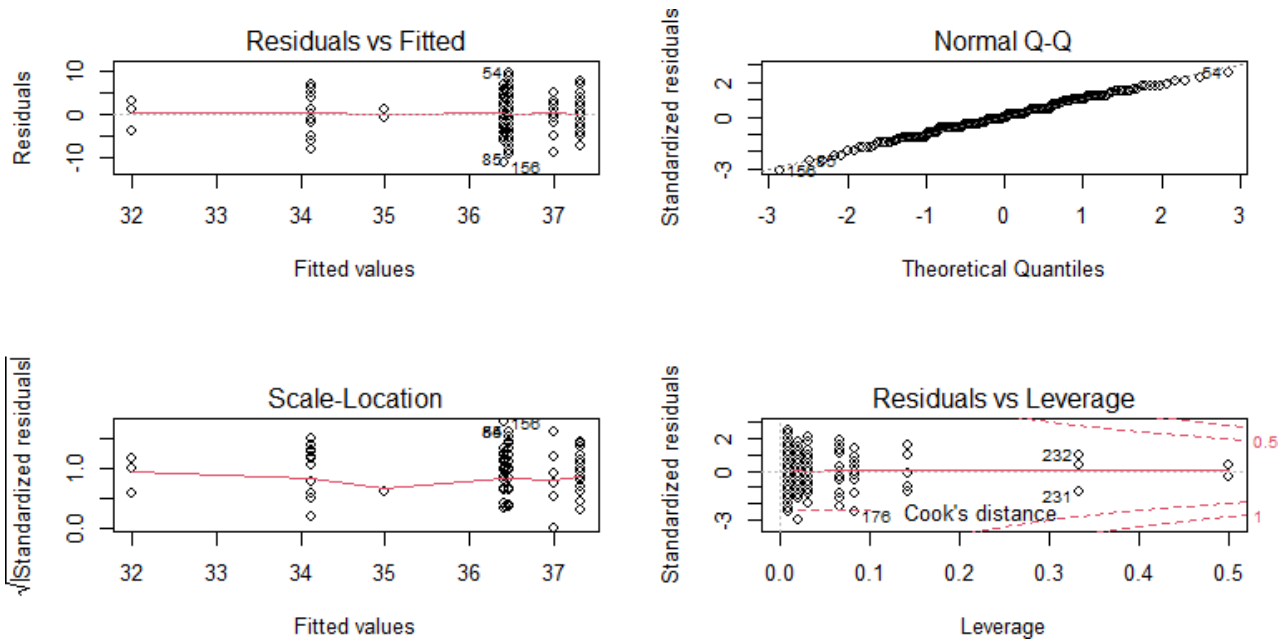 Residuals vs Fitted
Residuals
10
0
-10
54
85
156
32 33 34 35 36 37
Fitted values
Normal Q-Q
Standardized residuals
2
0
-3
54
156
-3 -2 -1 0 1 2 3
Theoretical Quantiles
Scale-Location
√|Standardized residuals|
1.0
0.0
156
32 33 34 35 36 37
Fitted values
Residuals vs Leverage
Standardized residuals
2
0
-3
232
231
176
Cook's distance
0.5
1
0.0 0.1 0.2 0.3 0.4 0.5
Leverage